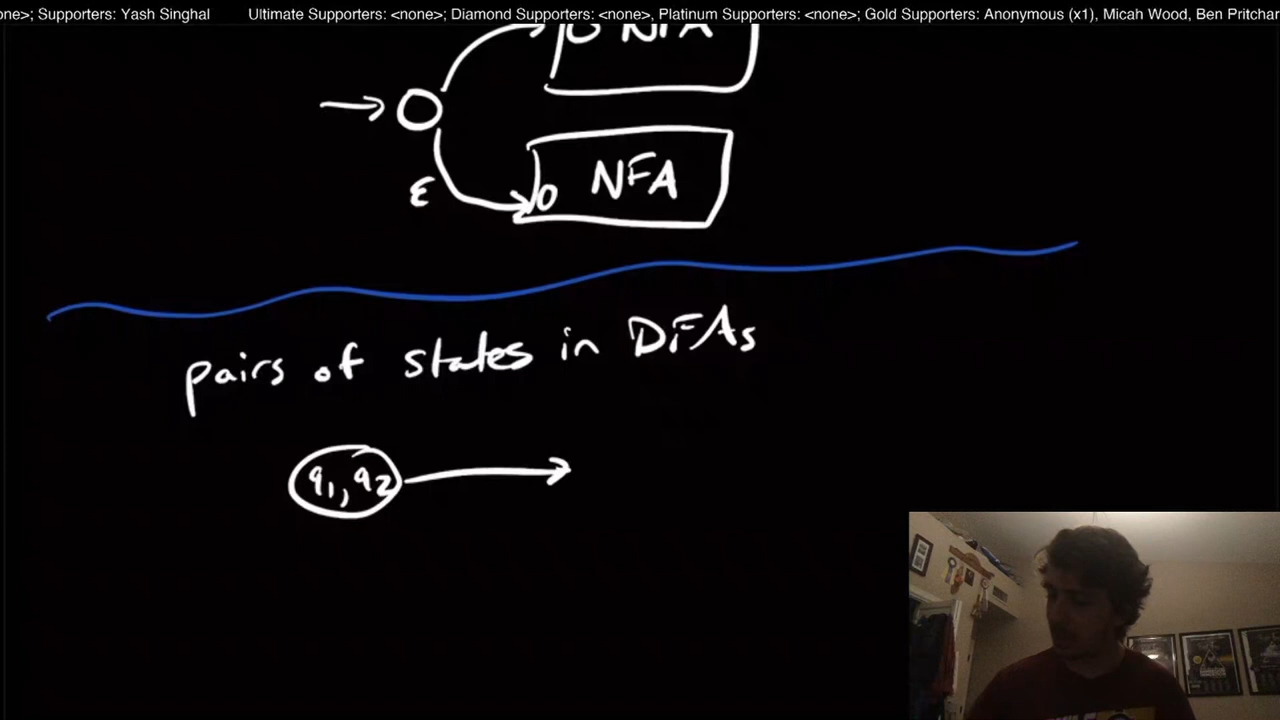 one>; Supporters: Yash Singhal Ultimate Supporters: <none>; Diamond Supporters: <none>, Platinum Supporters: <none>; Gold Supporters: Anonymous (x1), Micah Wood, Ben Pritchar
NFA
ε
NFA
pairs of states in DFAs
q1, q2